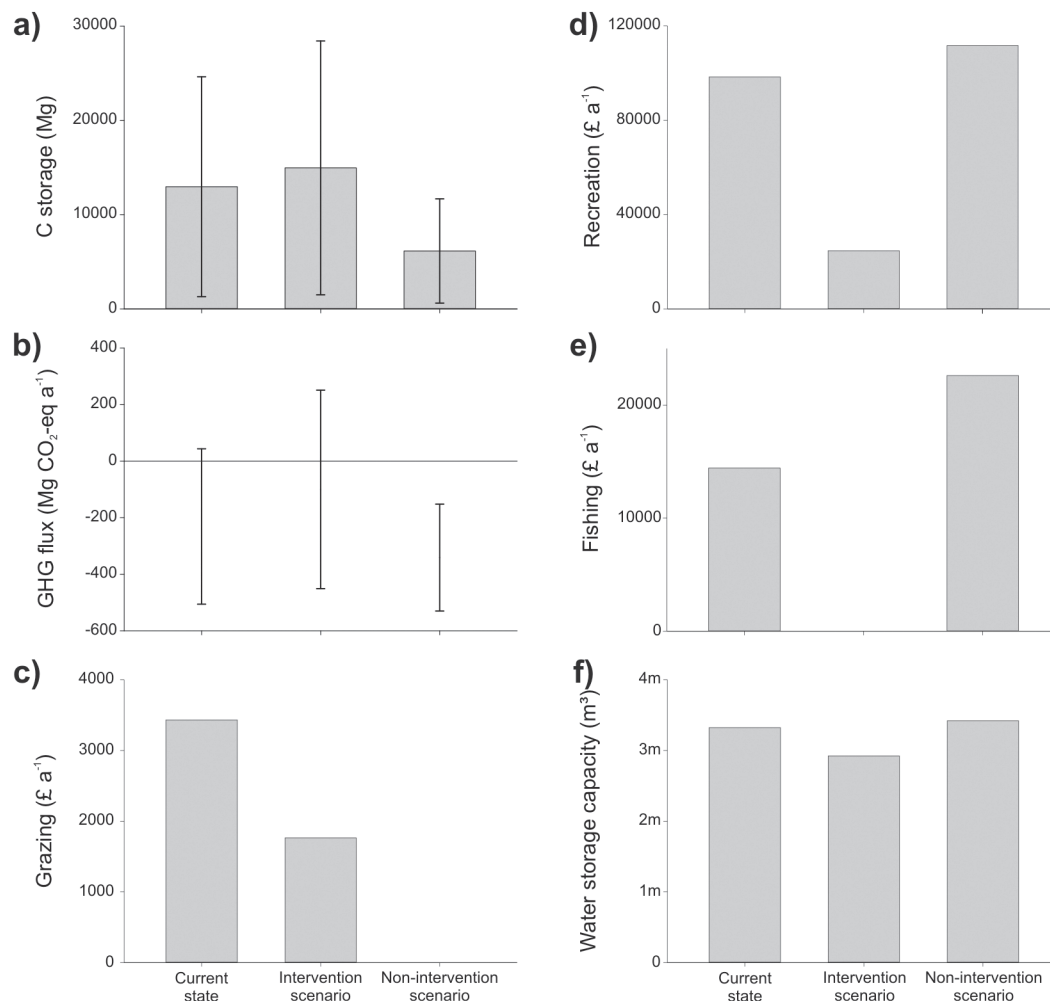 a)
C storage (Mg)
30000
20000
10000
0
b)
GHG flux (Mg CO₂-eq a⁻¹)
400
200
0
-200
-400
-600
c)
Grazing (£ a⁻¹)
4000
3000
2000
1000
0
Current
state
Intervention
scenario
Non-intervention
scenario
d)
Recreation (£ a⁻¹)
120000
80000
40000
0
e)
Fishing (£ a⁻¹)
20000
10000
0
f)
Water storage capacity (m³)
4m
3m
2m
1m
0
Current
state
Intervention
scenario
Non-intervention
scenario